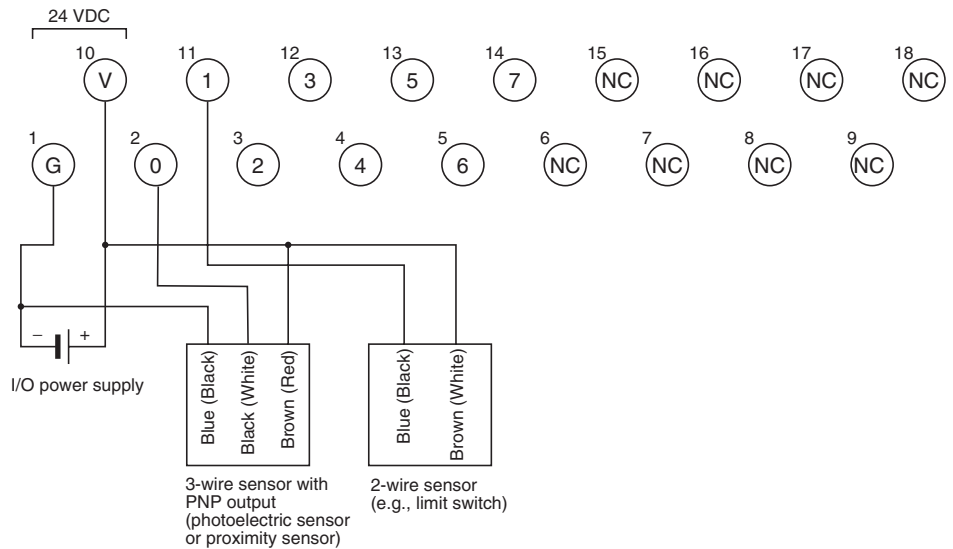 24 VDC
10 11 12 13 14 15 16 17 18
V 1 3 5 7 NC NC NC NC
1 2 3 4 5 6 7 8 9
G 0 2 4 6 NC NC NC NC
– +
I/O power supply
Blue (Black)
Black (White)
Brown (Red)
Blue (Black)
Brown (White)
3-wire sensor with
PNP output
(photoelectric sensor
or proximity sensor)
2-wire sensor
(e.g., limit switch)